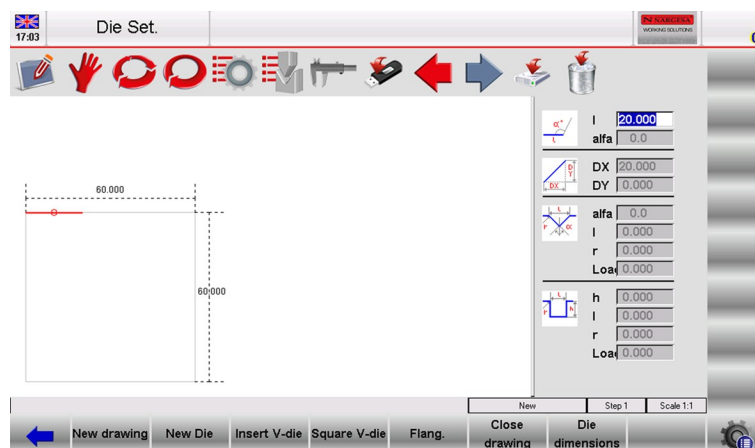 17:03
Die Set.
NARGESA
WORKING SOLUTIONS
α°
l
l 20.000
alfa 0.0
DY
DX
DX 20.000
DY 0.000
L
r α
alfa 0.0
l 0.000
r 0.000
Load 0.000
L
r h
h 0.000
l 0.000
r 0.000
Load 0.000
60.000
60.000
New Step 1 Scale 1:1
New drawing New Die Insert V-die Square V-die Flang. Close drawing Die dimensions